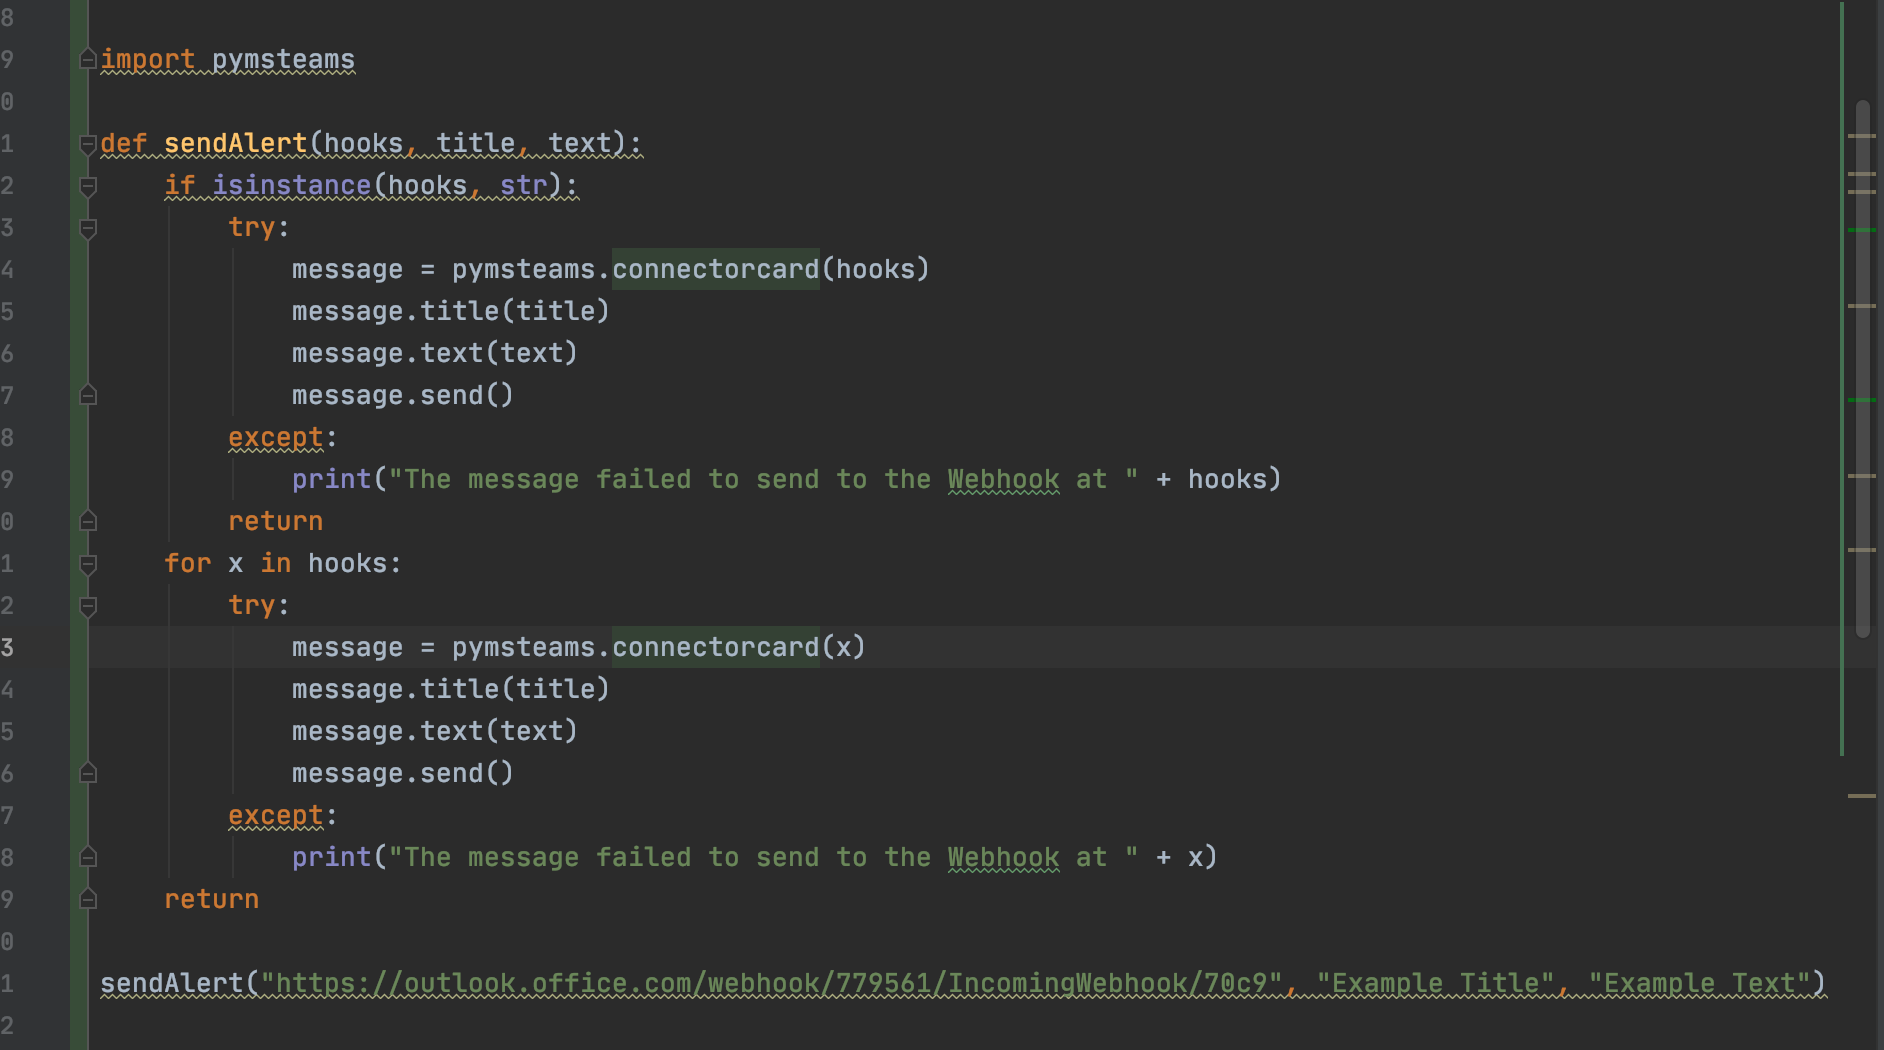 8
9 import pymsteams
0
1 def sendAlert(hooks, title, text):
2 if isinstance(hooks, str):
3 try:
4 message = pymsteams.connectorcard(hooks)
5 message.title(title)
6 message.text(text)
7 message.send()
8 except:
9 print("The message failed to send to the Webhook at " + hooks)
0 return
1 for x in hooks:
2 try:
3 message = pymsteams.connectorcard(x)
4 message.title(title)
5 message.text(text)
6 message.send()
7 except:
8 print("The message failed to send to the Webhook at " + x)
9 return
0
1 sendAlert("https://outlook.office.com/webhook/779561/IncomingWebhook/70c9", "Example Title", "Example Text")
2